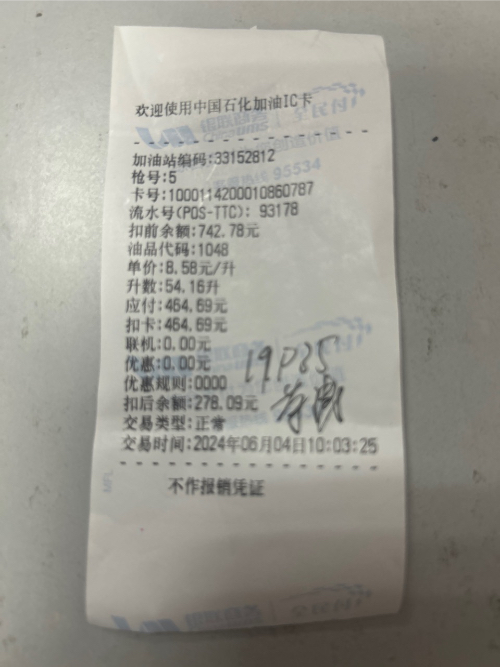 欢迎使用中国石化加油IC卡
加油站编码:33152812
枪号:5
卡号:1000114200010860787
流水号(POS-TTC): 93178
扣前余额:742.78元
油品代码:1048
单价:8.58元/升
升数:54.16升
应付:464.69元
扣卡:464.69元
联机:0.00元
优惠:0.00元
优惠规则:0000
扣后余额:278.09元
交易类型:正常
交易时间:2024年06月04日10:03:25
不作报销凭证
95534